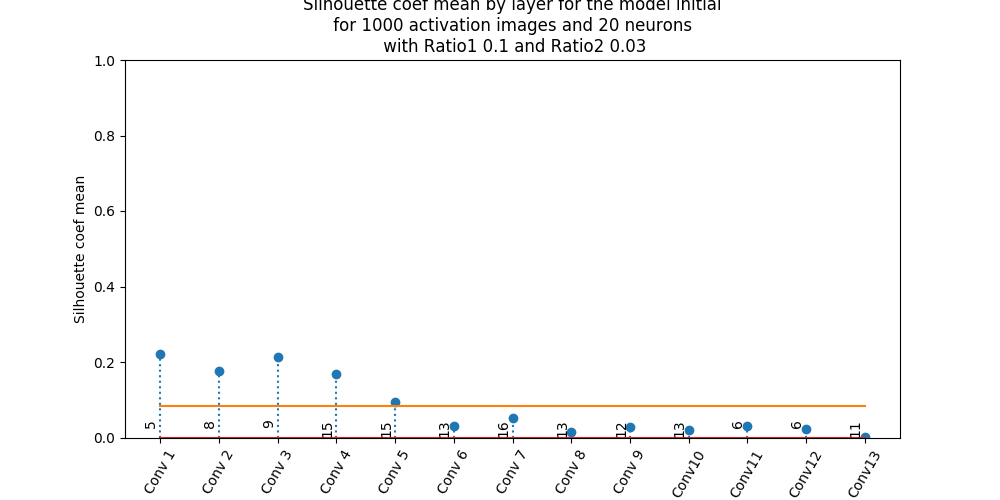 Silhouette coef mean by layer for the model initial
for 1000 activation images and 20 neurons
with Ratio1 0.1 and Ratio2 0.03
1.0
0.8
0.6
0.4
0.2
0.0
Silhouette coef mean
5
8
9
15
15
13
16
13
12
13
6
6
11
Conv 1
Conv 2
Conv 3
Conv 4
Conv 5
Conv 6
Conv 7
Conv 8
Conv 9
Conv10
Conv11
Conv12
Conv13